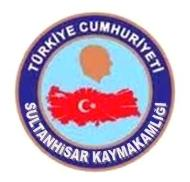 TÜRKİYE CUMHURİYETİ
SULTANHİSAR KAYMAKAMLIĞI